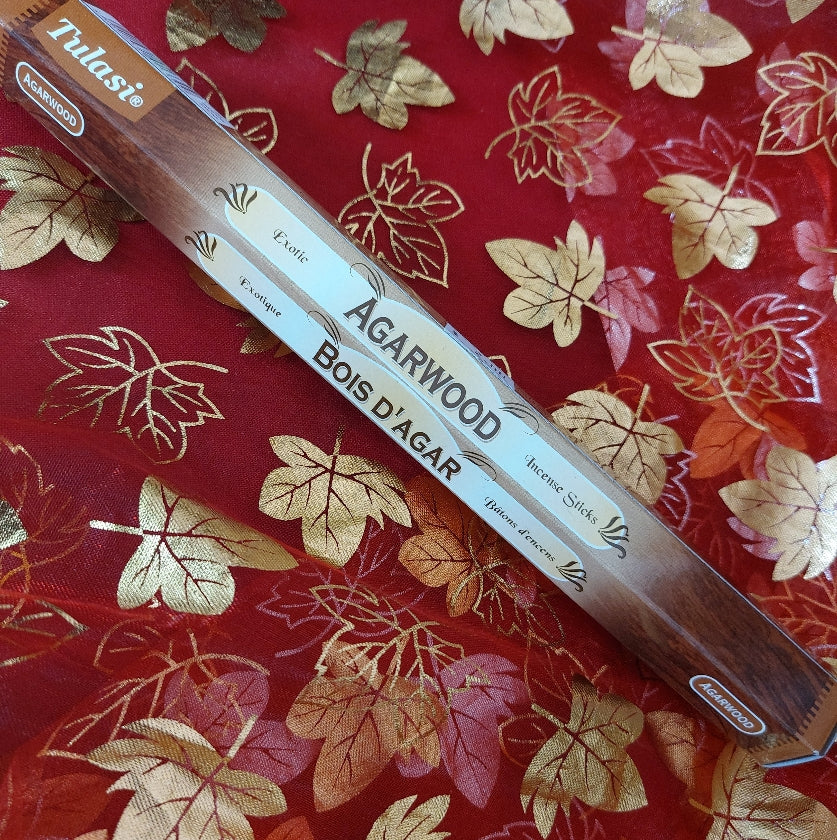 Tulasi®
AGARWOOD
Exotic
AGARWOOD
Incense Sticks
Exotique
BOIS D'AGAR
Bâtons d'encens
AGARWOOD